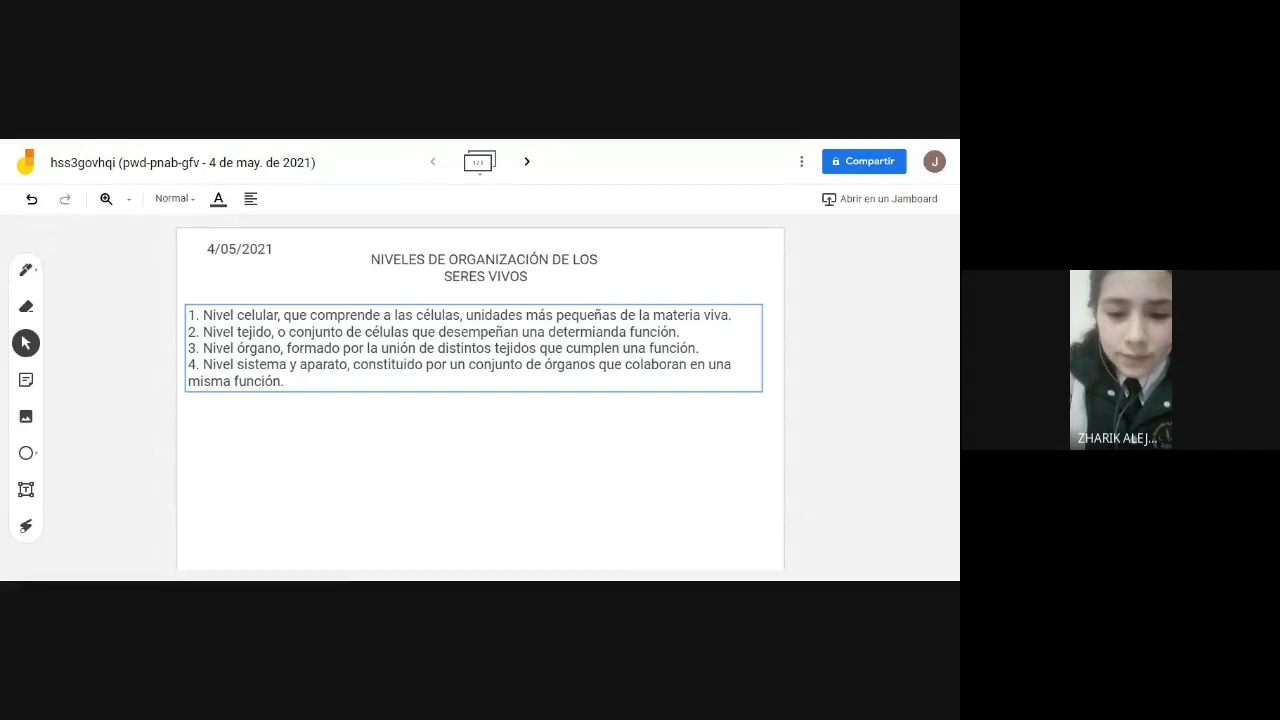 hss3govhqi (pwd-pnab-gfv - 4 de may. de 2021)
1/1
Compartir
J
Normal
A
Abrir en un Jamboard
4/05/2021
NIVELES DE ORGANIZACIÓN DE LOS
SERES VIVOS
1. Nivel celular, que comprende a las células, unidades más pequeñas de la materia viva.
2. Nivel tejido, o conjunto de células que desempeñan una determianda función.
3. Nivel órgano, formado por la unión de distintos tejidos que cumplen una función.
4. Nivel sistema y aparato, constituido por un conjunto de órganos que colaboran en una
misma función.
ZHARIK ALEJ...